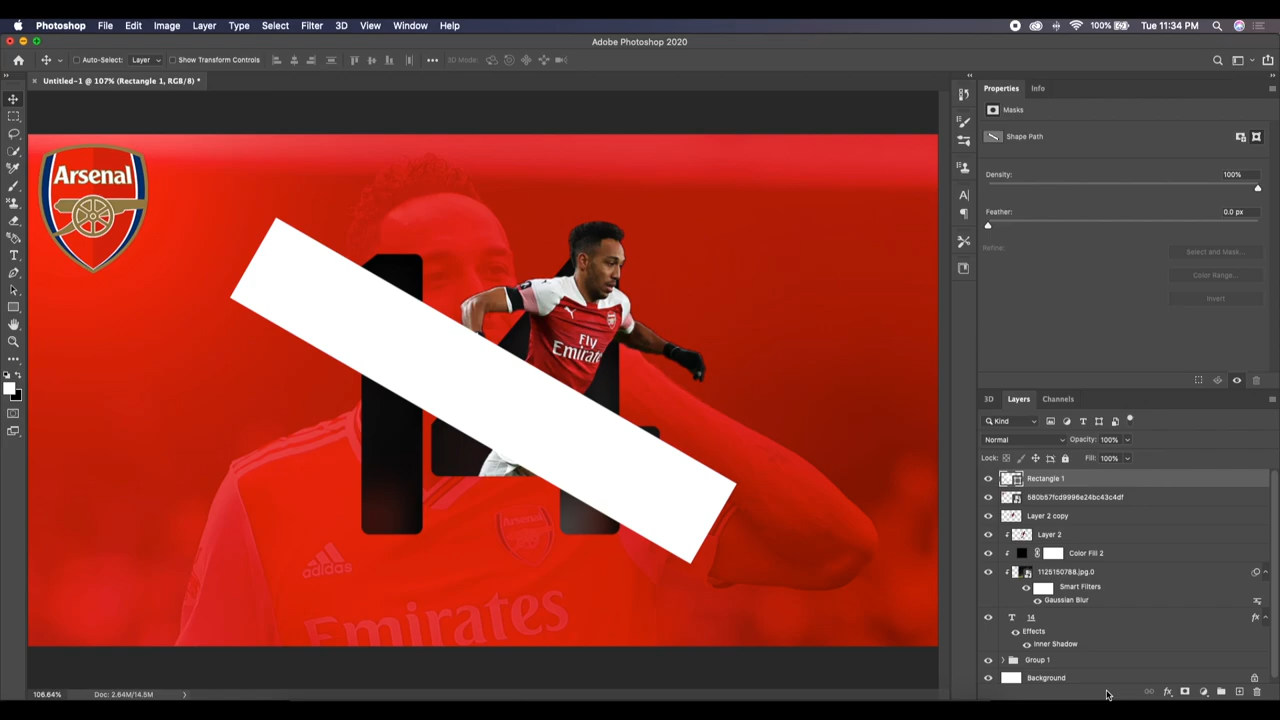 Photoshop File Edit Image Layer Type Select Filter 3D View Window Help 100% Tue 11:34 PM
Adobe Photoshop 2020
Auto-Select: Layer Show Transform Controls 3D Mode:
Untitled-1 @ 107% (Rectangle 1, RGB/8) *
Properties Info
Masks
Shape Path
Density: 100%
Feather: 0.0 px
Refine:
Select and Mask...
Color Range...
Invert
Arsenal
Fly
Emirates
adidas
Arsenal
Emirates
14
3D Layers Channels
Kind
Normal Opacity: 100%
Lock: Fill: 100%
Rectangle 1
580b57fcd9996e24bc43c4df
Layer 2 copy
Layer 2
Color Fill 2
1125150788.jpg.0
Smart Filters
Gaussian Blur
T 14 fx
Effects
Inner Shadow
Group 1
Background
106.64% Doc: 2.64M/14.5M